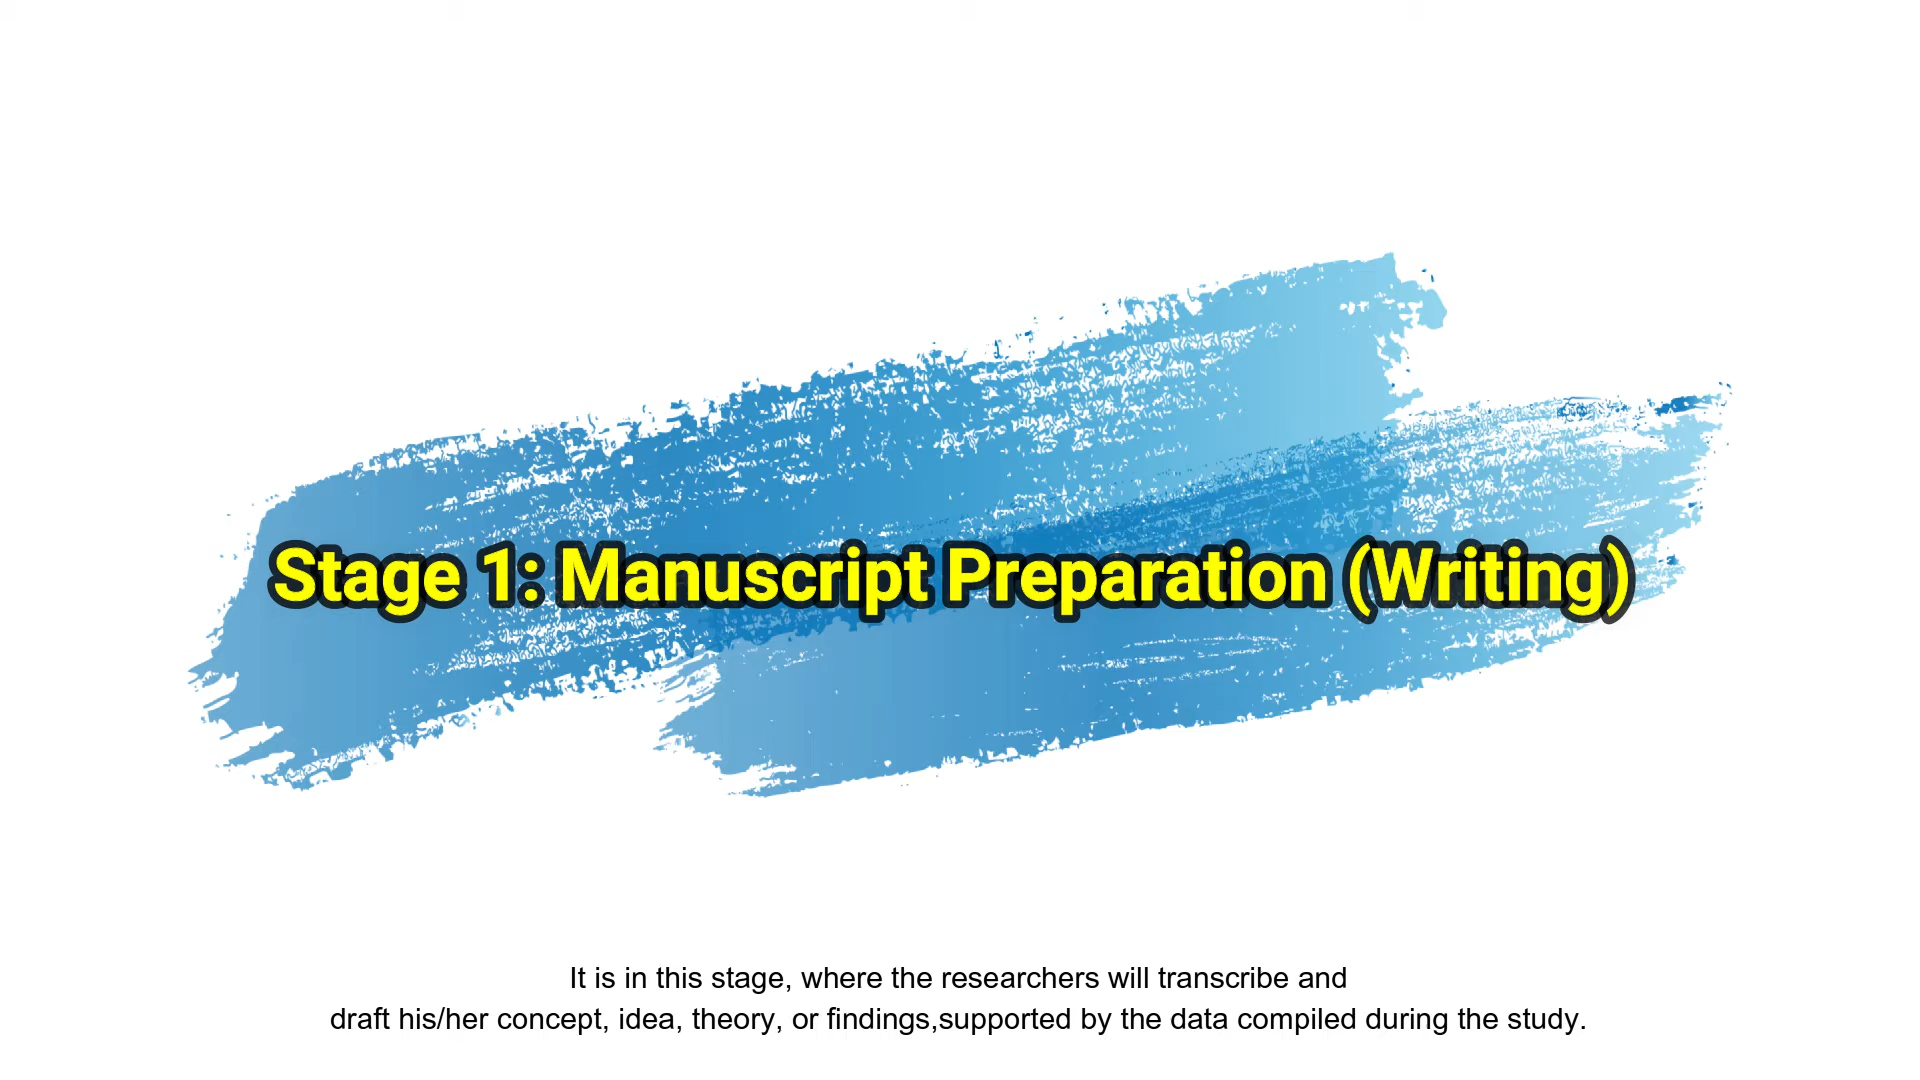 Stage 1: Manuscript Preparation (Writing)
It is in this stage, where the researchers will transcribe and
draft his/her concept, idea, theory, or findings,supported by the data compiled during the study.